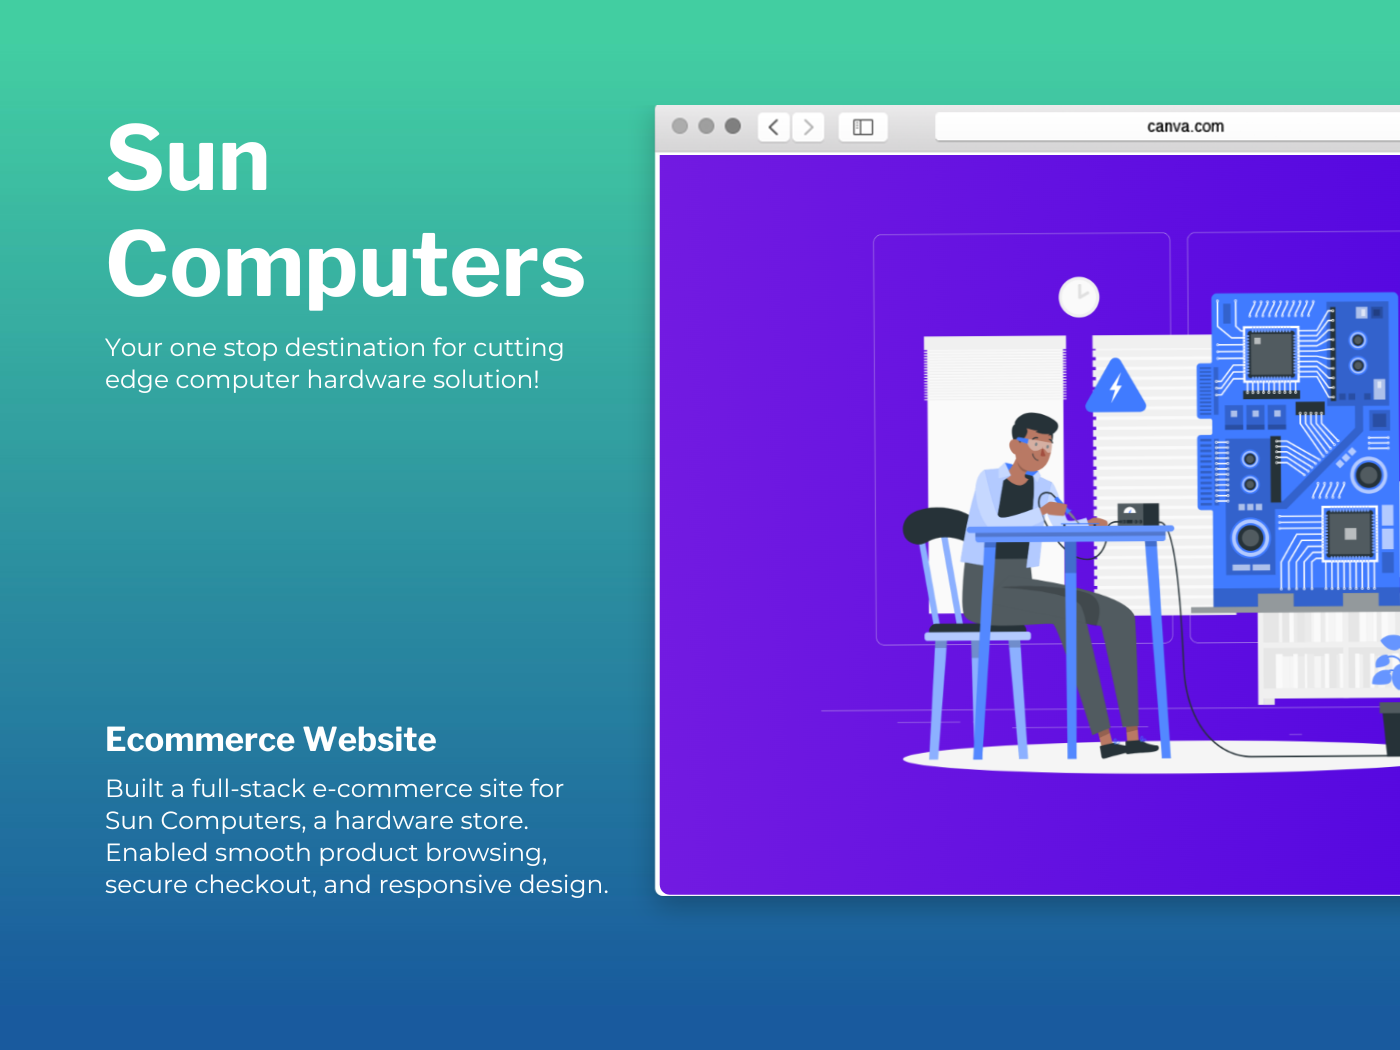 Sun
Computers
Your one stop destination for cutting
edge computer hardware solution!
canva.com
Ecommerce Website
Built a full-stack e-commerce site for
Sun Computers, a hardware store.
Enabled smooth product browsing,
secure checkout, and responsive design.